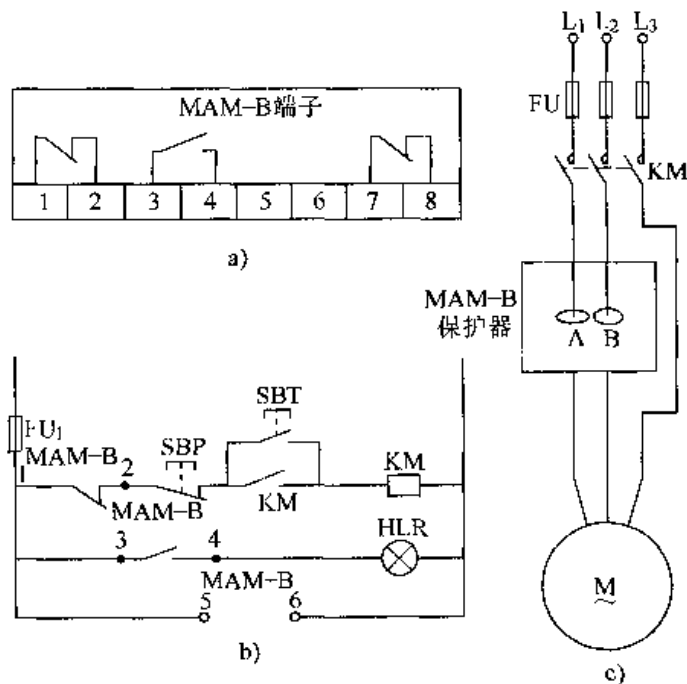 MAM-B端子
1 2 3 4 5 6 7 8
a)
FU₁
MAM-B
1
2
MAM-B
SBP
SBT
KM
KM
3
4
MAM-B
HLR
5
6
b)
L₁ L₂ L₃
FU
KM
MAM-B
保护器
A B
M
~
c)